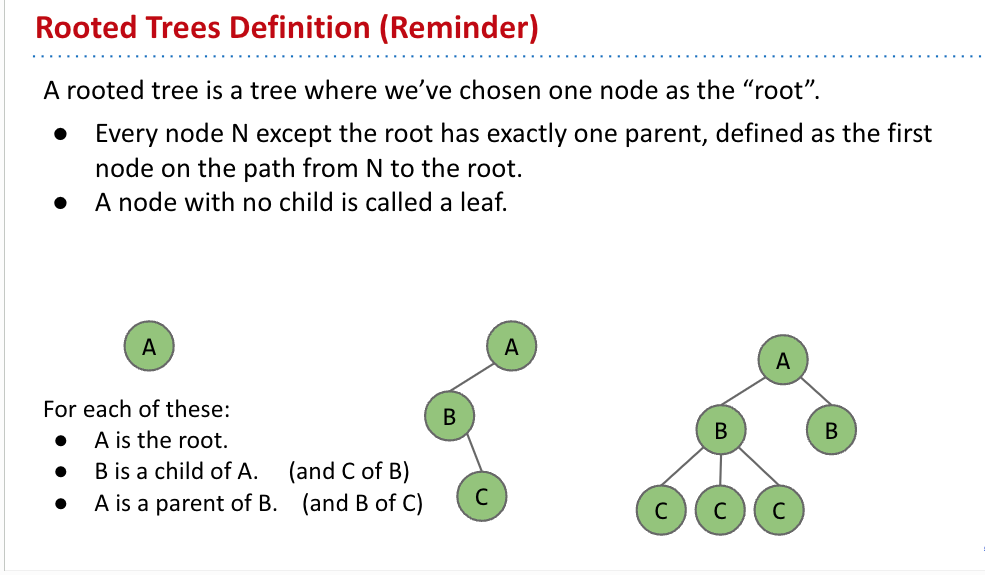 Rooted Trees Definition (Reminder)
A rooted tree is a tree where we’ve chosen one node as the “root”.
● Every node N except the root has exactly one parent, defined as the first
node on the path from N to the root.
● A node with no child is called a leaf.
A
For each of these:
● A is the root.
● B is a child of A. (and C of B)
● A is a parent of B. (and B of C)
A
B
C
A
B B
C C C